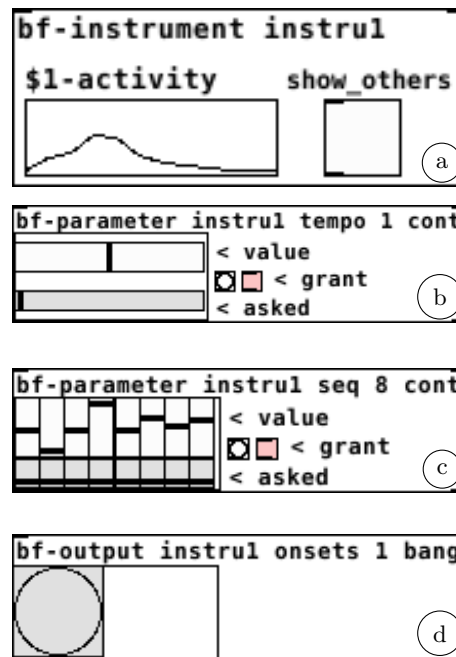 bf-instrument instru1
$1-activity show_others
a
bf-parameter instru1 tempo 1 cont
< value
< grant
< asked
b
bf-parameter instru1 seq 8 cont
< value
< grant
< asked
c
bf-output instru1 onsets 1 bang
d